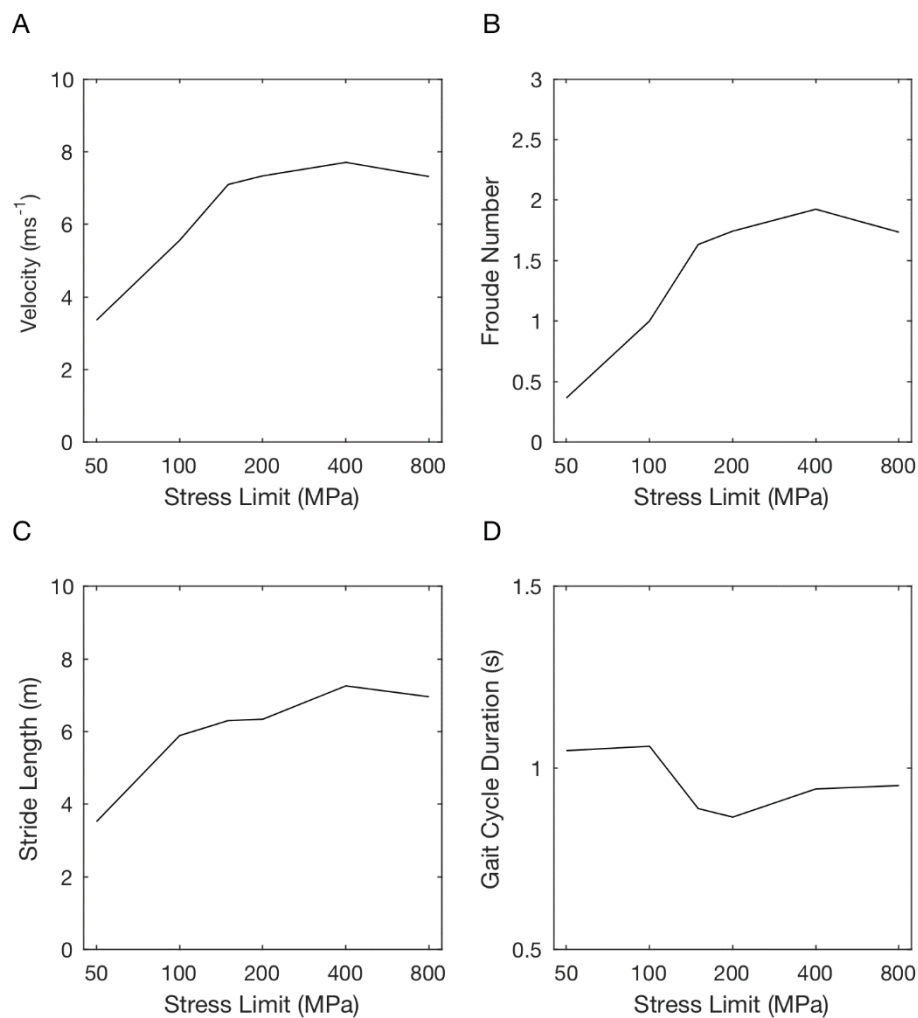 A
B
10
8
6
4
2
0
Velocity (ms⁻¹)
50 100 200 400 800
Stress Limit (MPa)
3
2.5
2
1.5
1
0.5
0
Froude Number
50 100 200 400 800
Stress Limit (MPa)
C
D
10
8
6
4
2
0
Stride Length (m)
50 100 200 400 800
Stress Limit (MPa)
1.5
1
0.5
Gait Cycle Duration (s)
50 100 200 400 800
Stress Limit (MPa)